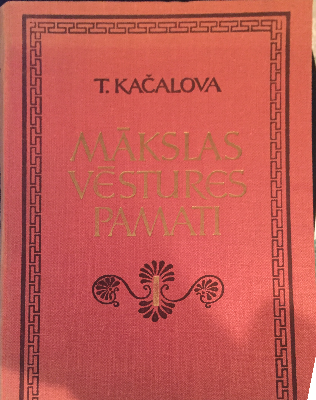 T. KAČALOVA
MĀKSLAS
VĒSTURES
PAMATI
I